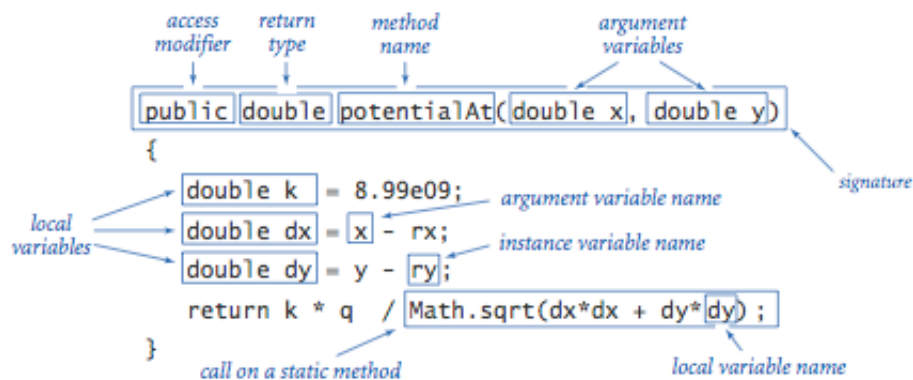 access modifier
return type
method name
argument variables
public double potentialAt(double x, double y)
signature
{
double k = 8.99e09;
argument variable name
local variables
double dx = x - rx;
instance variable name
double dy = y - ry;
return k * q / Math.sqrt(dx*dx + dy*dy);
}
call on a static method
local variable name